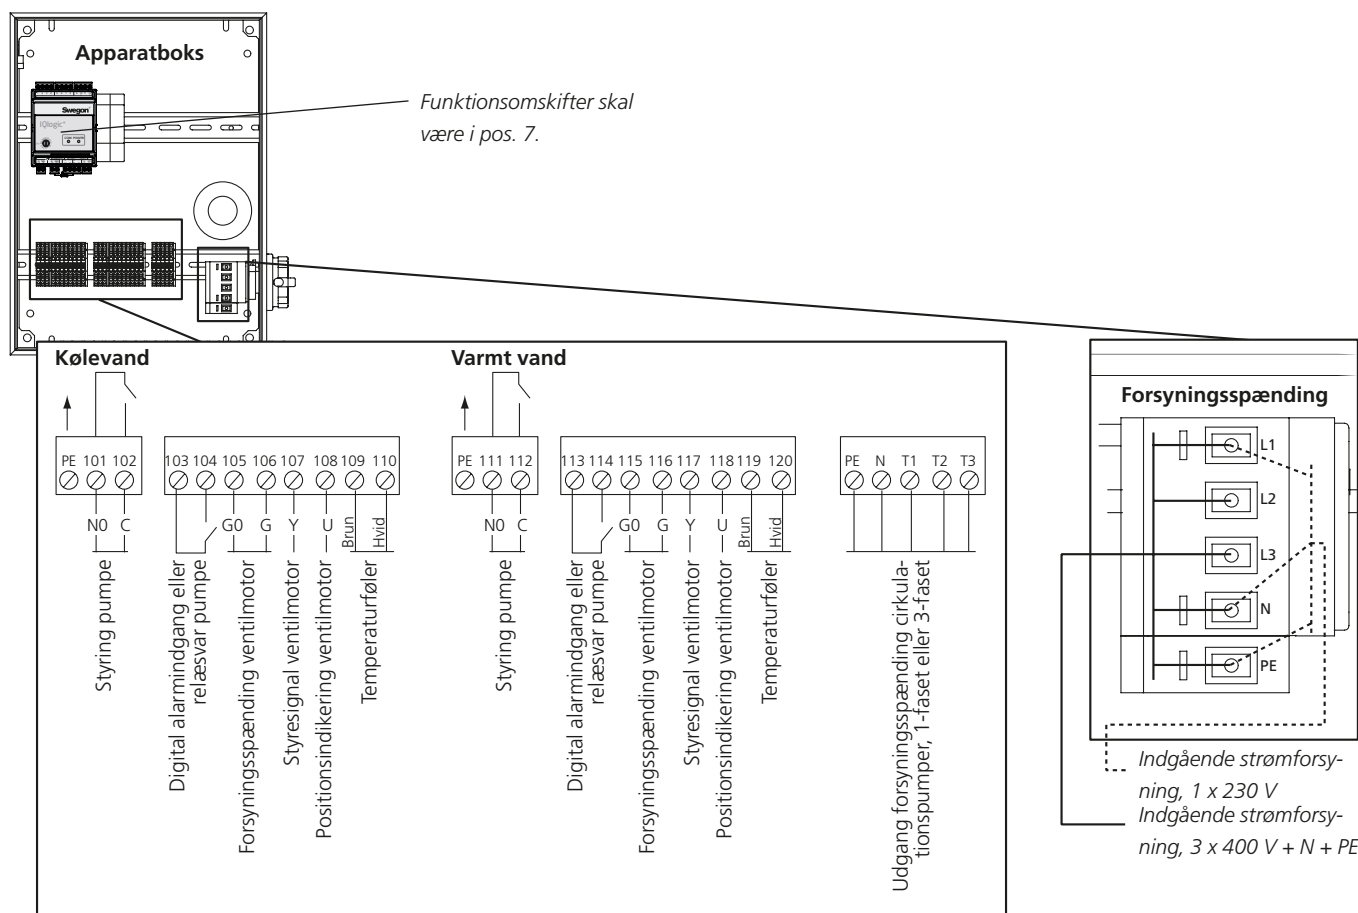 Apparatboks
Swegon
IQlogic+
Funktionsomskifter skal
være i pos. 7.
Kølevand
PE 101 102
N0 C
Styring pumpe
103 104 105 106 107 108 109 110
G0 G Y U Brun Hvid
Digital alarmindgang eller
relæsvar pumpe
Forsyningsspænding ventilmotor
Styresignal ventilmotor
Positionsindikering ventilmotor
Temperaturføler
Varmt vand
PE 111 112
N0 C
Styring pumpe
113 114 115 116 117 118 119 120
G0 G Y U Brun Hvid
Digital alarmindgang eller
relæsvar pumpe
Forsyningsspænding ventilmotor
Styresignal ventilmotor
Positionsindikering ventilmotor
Temperaturføler
PE N T1 T2 T3
Udgang forsyningsspænding cirkula-
tionspumper, 1-faset eller 3-faset
Forsyningsspænding
L1
L2
L3
N
PE
Indgående strømforsy-
ning, 1 x 230 V
Indgående strømforsy-
ning, 3 x 400 V + N + PE